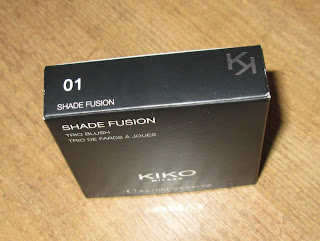 01
SHADE FUSION
SHADE FUSION
TRIO BLUSH
TRIO DE FARDS À JOUES
KIKO
MILANO